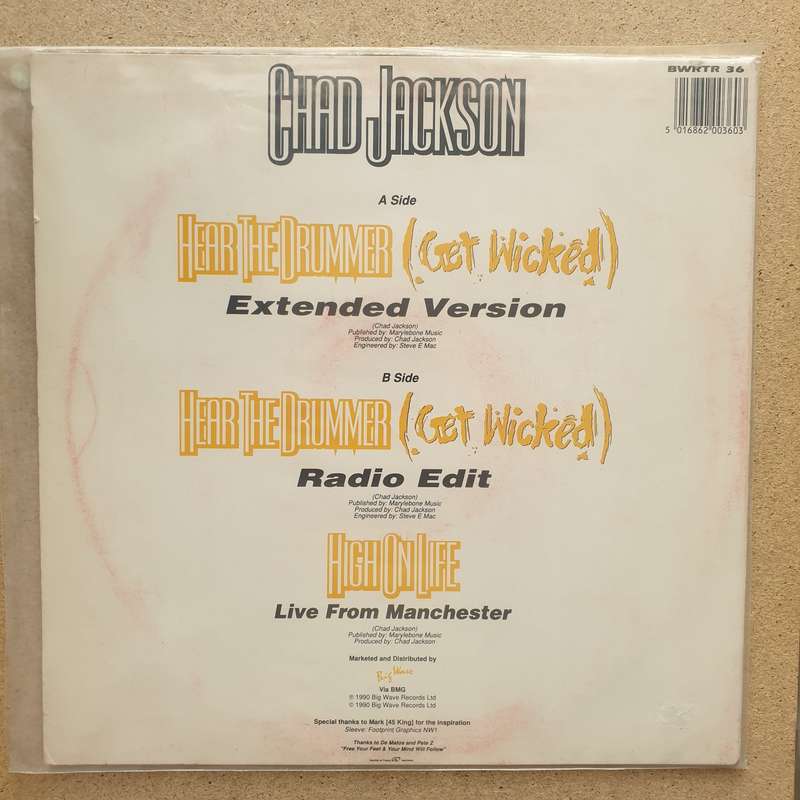 CHAD JACKSON
BWRTR 36
5 016862 003603
A Side
HEAR THE DRUMMER (Get Wicked)
Extended Version
(Chad Jackson)
Published by: Marylebone Music
Produced by: Chad Jackson
Engineered by: Steve E Mac
B Side
HEAR THE DRUMMER (Get Wicked)
Radio Edit
(Chad Jackson)
Published by: Marylebone Music
Produced by: Chad Jackson
Engineered by: Steve E Mac
HIGH ON LIFE
Live From Manchester
(Chad Jackson)
Published by: Marylebone Music
Produced by: Chad Jackson
Marketed and Distributed by
Big Wave
Via BMG
℗ 1990 Big Wave Records Ltd
© 1990 Big Wave Records Ltd
Special thanks to Mark [45 King] for the inspiration
Sleeve: Footprint Graphics NW1
Thanks to De Matos and Pete Z
"Free Your Feet & Your Mind Will Follow"